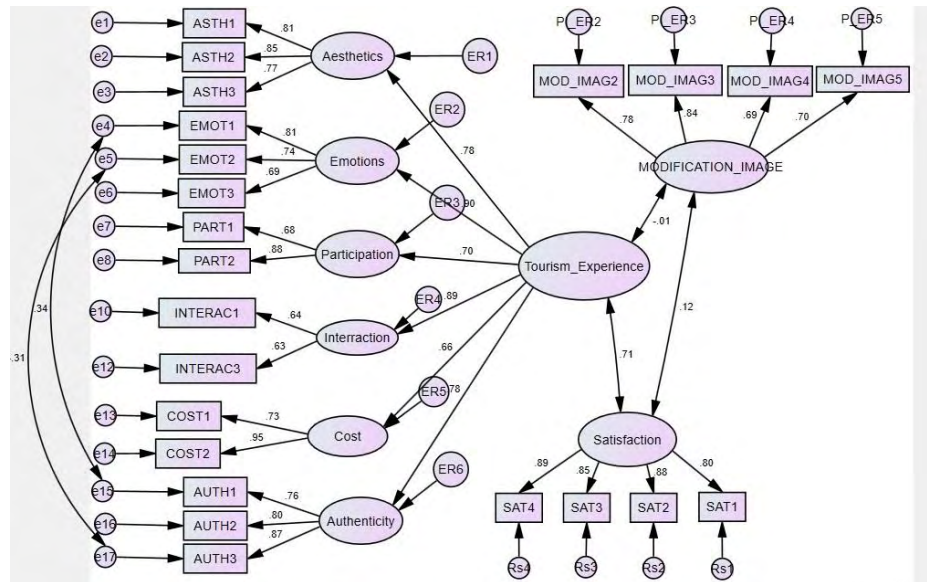 e1
ASTH1
.81
e2
ASTH2
.85
Aesthetics
ER1
e3
ASTH3
.77
e4
EMOT1
.81
ER2
e5
EMOT2
.74
Emotions
e6
EMOT3
.69
ER3
.90
.78
e7
PART1
.68
e8
PART2
.88
Participation
.70
Tourism_Experience
e10
INTERAC1
.64
ER4
.89
Interraction
e12
INTERAC3
.63
.34
.31
.66
.78
ER5
e13
COST1
.73
e14
COST2
.95
Cost
e15
AUTH1
.76
ER6
e16
AUTH2
.80
Authenticity
e17
AUTH3
.87
P_ER2
P_ER3
P_ER4
P_ER5
MOD_IMAG2
MOD_IMAG3
MOD_IMAG4
MOD_IMAG5
.78
.84
.69
.70
MODIFICATION_IMAGE
-.01
.12
.71
Satisfaction
.89
.85
.88
.80
SAT4
SAT3
SAT2
SAT1
Rs4
Rs3
Rs2
Rs1